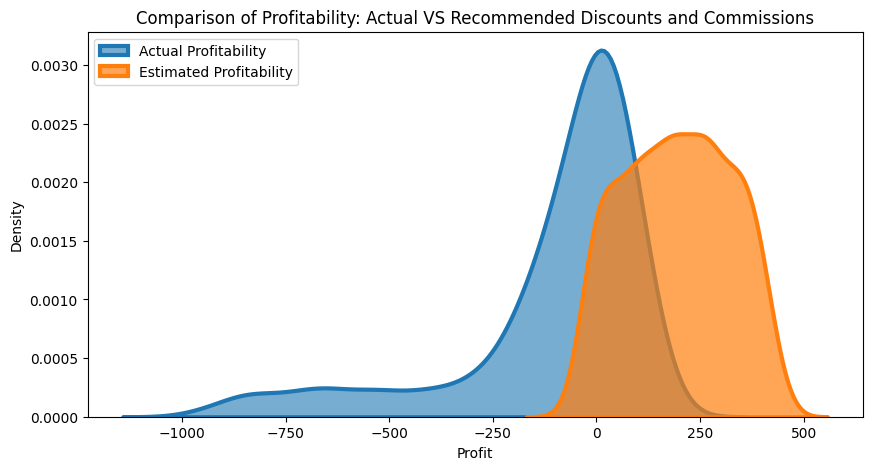 Comparison of Profitability: Actual VS Recommended Discounts and Commissions
Actual Profitability
Estimated Profitability
0.0030
0.0025
0.0020
0.0015
0.0010
0.0005
0.0000
Density
−1000 −750 −500 −250 0 250 500
Profit